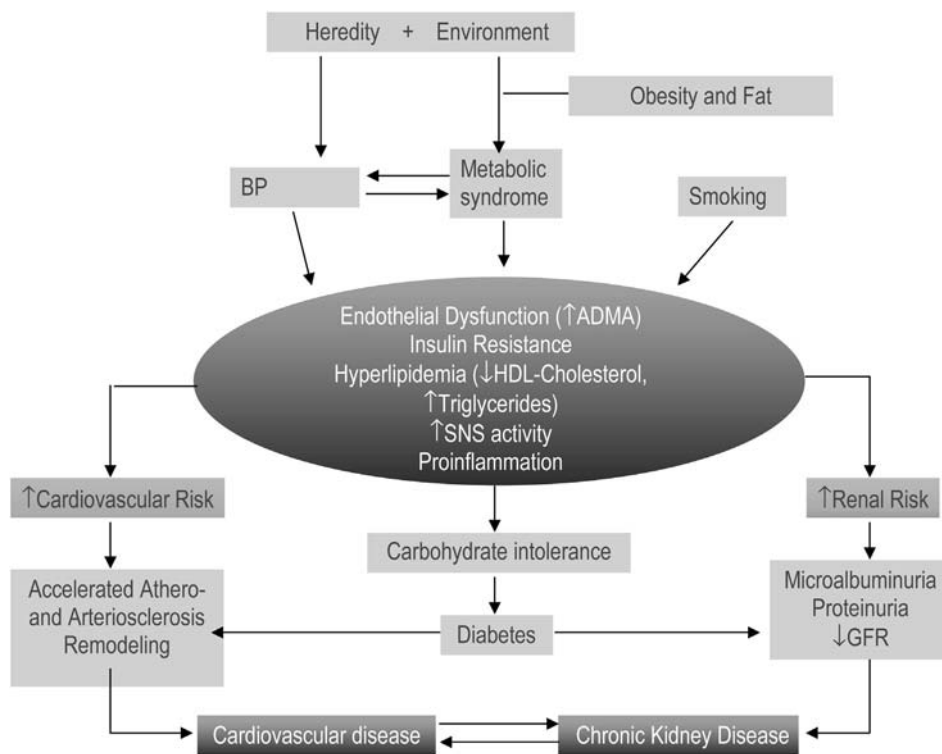 Heredity + Environment
Obesity and Fat
BP
Metabolic
syndrome
Smoking
Endothelial Dysfunction (↑ADMA)
Insulin Resistance
Hyperlipidemia (↓HDL-Cholesterol,
↑Triglycerides)
↑SNS activity
Proinflammation
↑Cardiovascular Risk
↑Renal Risk
Carbohydrate intolerance
Accelerated Athero-
and Arteriosclerosis
Remodeling
Diabetes
Microalbuminuria
Proteinuria
↓GFR
Cardiovascular disease
Chronic Kidney Disease